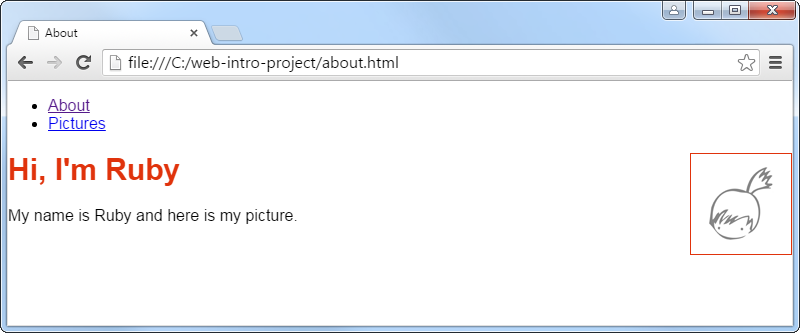 About
file:///C:/web-intro-project/about.html
About
Pictures
Hi, I'm Ruby
My name is Ruby and here is my picture.